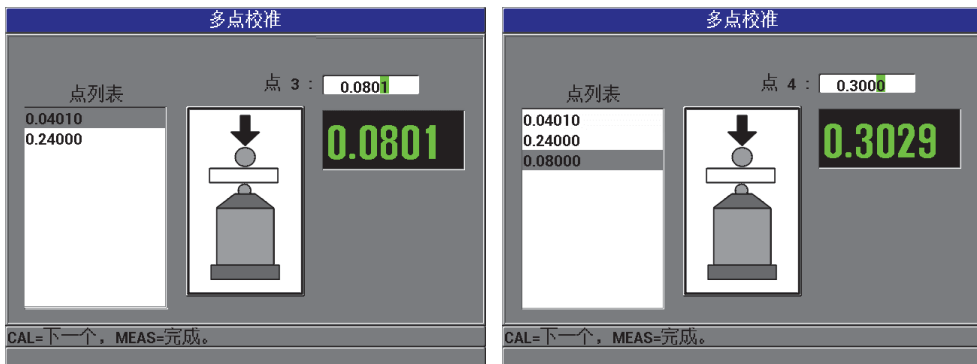 多点校准
点 3 : 0.0801
点列表
0.04010
0.24000
0.0801
CAL=下一个，MEAS=完成。
多点校准
点 4 : 0.3000
点列表
0.04010
0.24000
0.08000
0.3029
CAL=下一个，MEAS=完成。